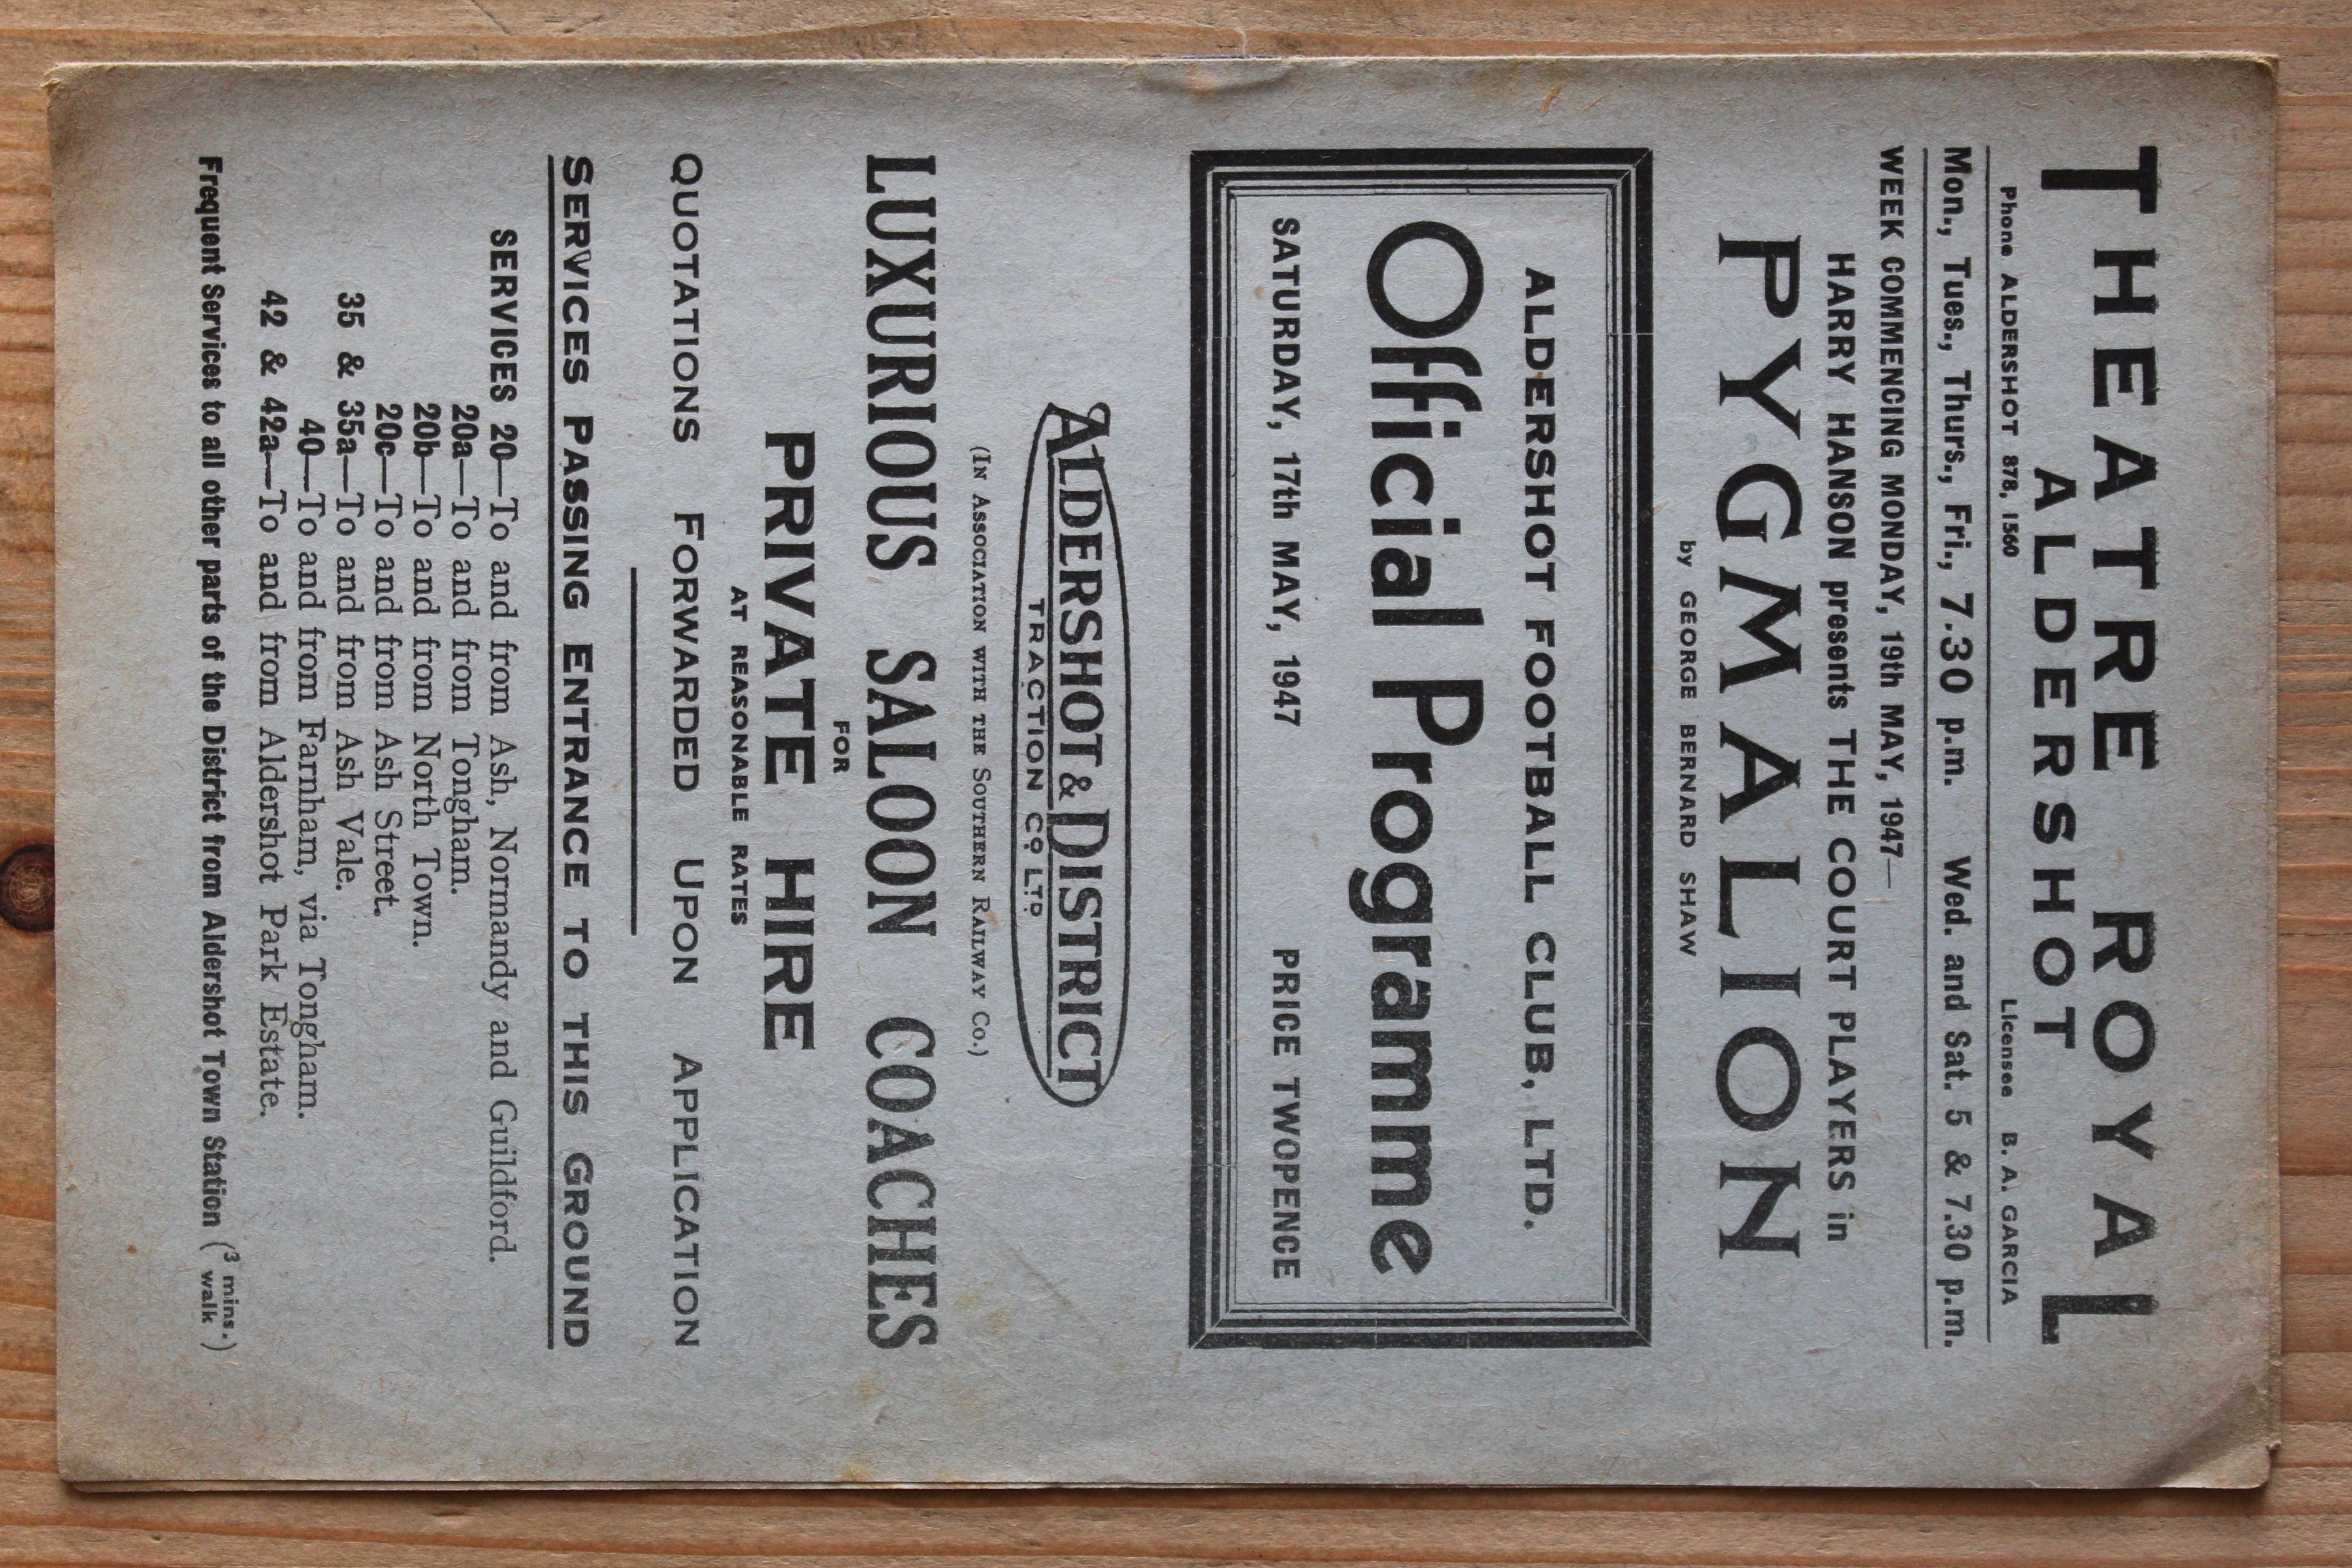 THEATRE ROYAL
ALDERSHOT
Phone ALDERSHOT 878, 1560 Licensee B. A. GARCIA
Mon., Tues., Thurs., Fri., 7.30 p.m. Wed. and Sat. 5 & 7.30 p.m.
WEEK COMMENCING MONDAY, 19th MAY, 1947—
HARRY HANSON presents THE COURT PLAYERS in
PYGMALION
by GEORGE BERNARD SHAW
ALDERSHOT FOOTBALL CLUB, LTD.
Official Programme
SATURDAY, 17th MAY, 1947 PRICE TWOPENCE
ALDERSHOT & DISTRICT
TRACTION CO LTD.
(IN ASSOCIATION WITH THE SOUTHERN RAILWAY CO.)
LUXURIOUS SALOON COACHES
FOR
PRIVATE HIRE
AT REASONABLE RATES
QUOTATIONS FORWARDED UPON APPLICATION
SERVICES PASSING ENTRANCE TO THIS GROUND
SERVICES 20—To and from Ash, Normandy and Guildford.
20a—To and from Tongham.
20b—To and from North Town.
20c—To and from Ash Street.
35 & 35a—To and from Ash Vale.
40—To and from Farnham, via Tongham.
42 & 42a—To and from Aldershot Park Estate.
Frequent Services to all other parts of the District from Aldershot Town Station (3 mins. walk)